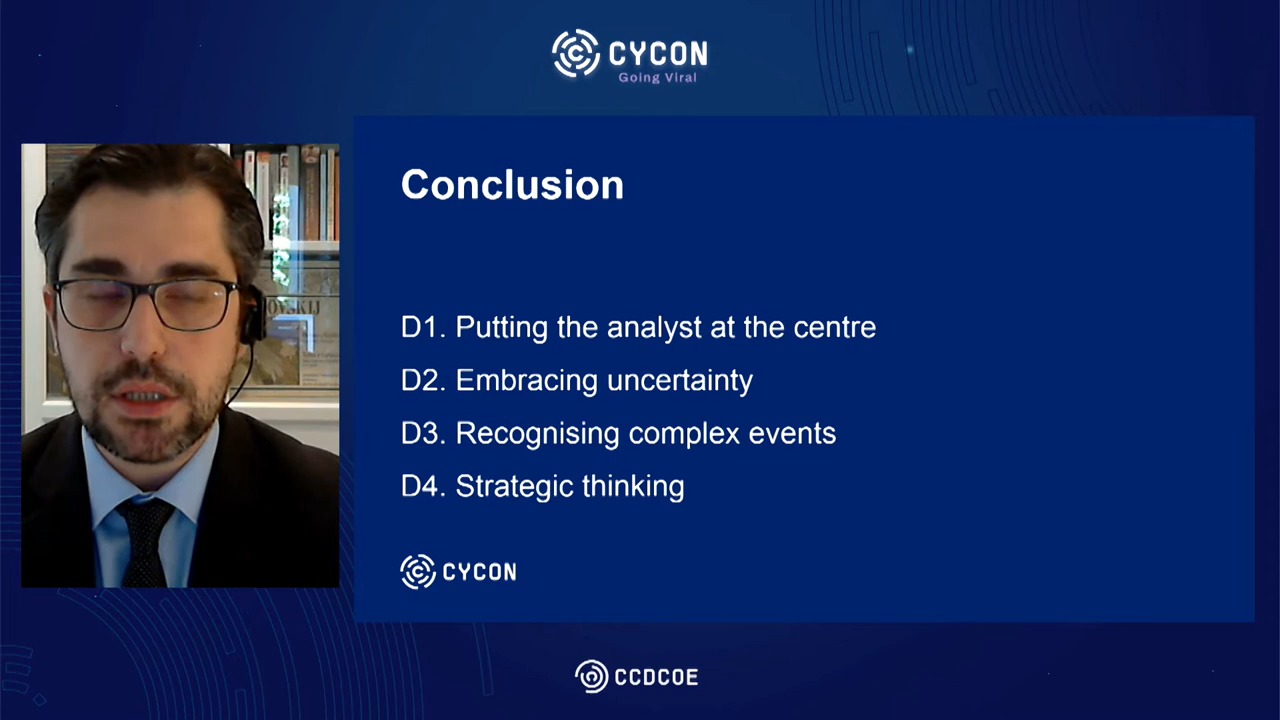 CYCON
Going Viral
Conclusion
D1. Putting the analyst at the centre
D2. Embracing uncertainty
D3. Recognising complex events
D4. Strategic thinking
CYCON
CCDCOE